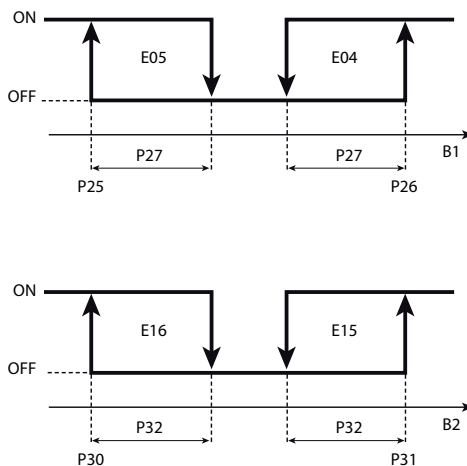 ON
E05 E04
OFF
P27 P27 B1
P25 P26
ON
E16 E15
OFF
P32 P32 B2
P30 P31